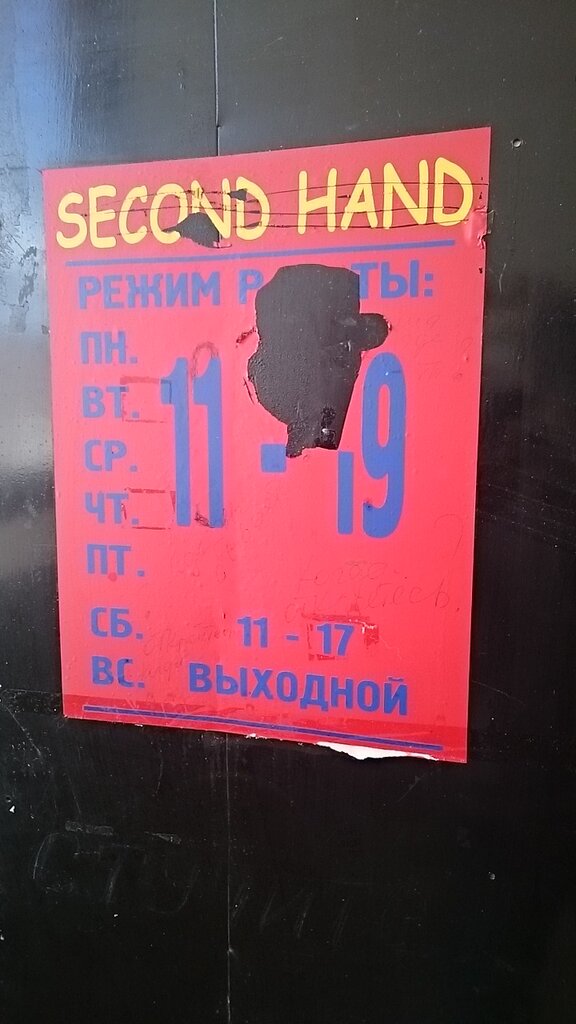 SECOND HAND
РЕЖИМ Р ТЫ:
ПН.
ВТ.
СР.
ЧТ.
ПТ.
11 - 19
СБ. 11 - 17
ВС. ВЫХОДНОЙ